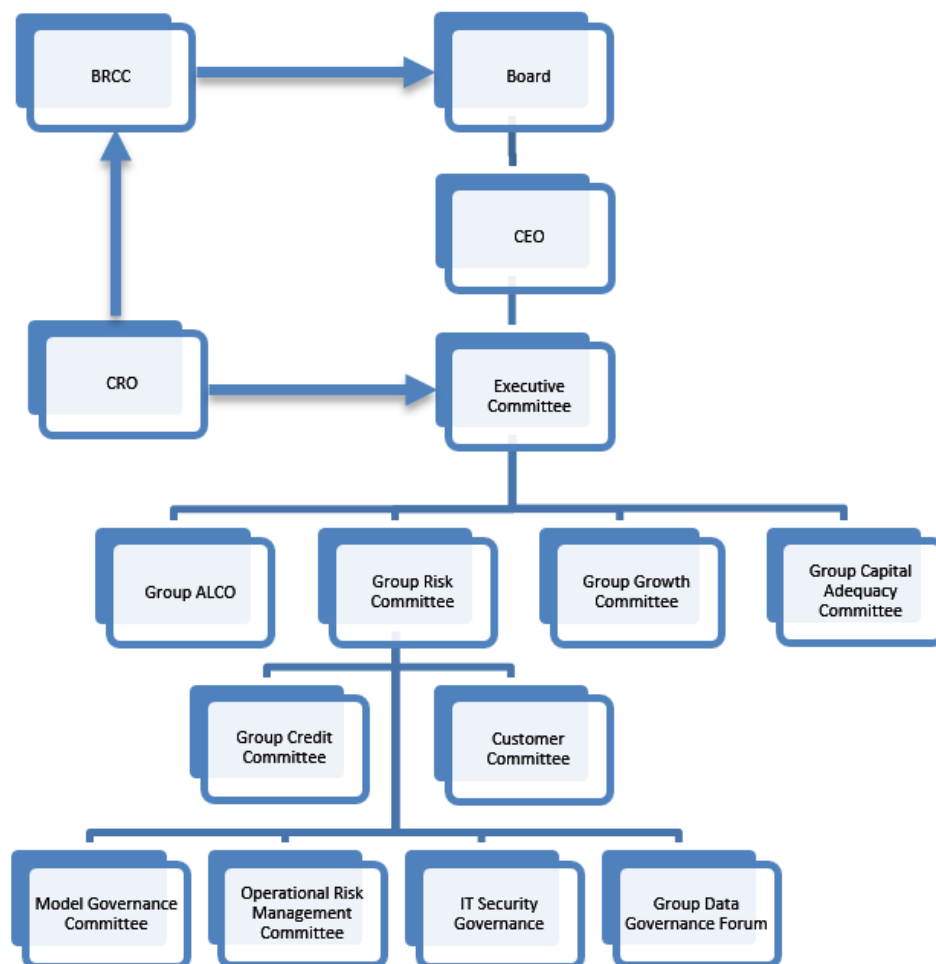 BRCC
Board
CEO
CRO
Executive
Committee
Group ALCO
Group Risk
Committee
Group Growth
Committee
Group Capital
Adequacy
Committee
Group Credit
Committee
Customer
Committee
Model Governance
Committee
Operational Risk
Management
Committee
IT Security
Governance
Group Data
Governance Forum